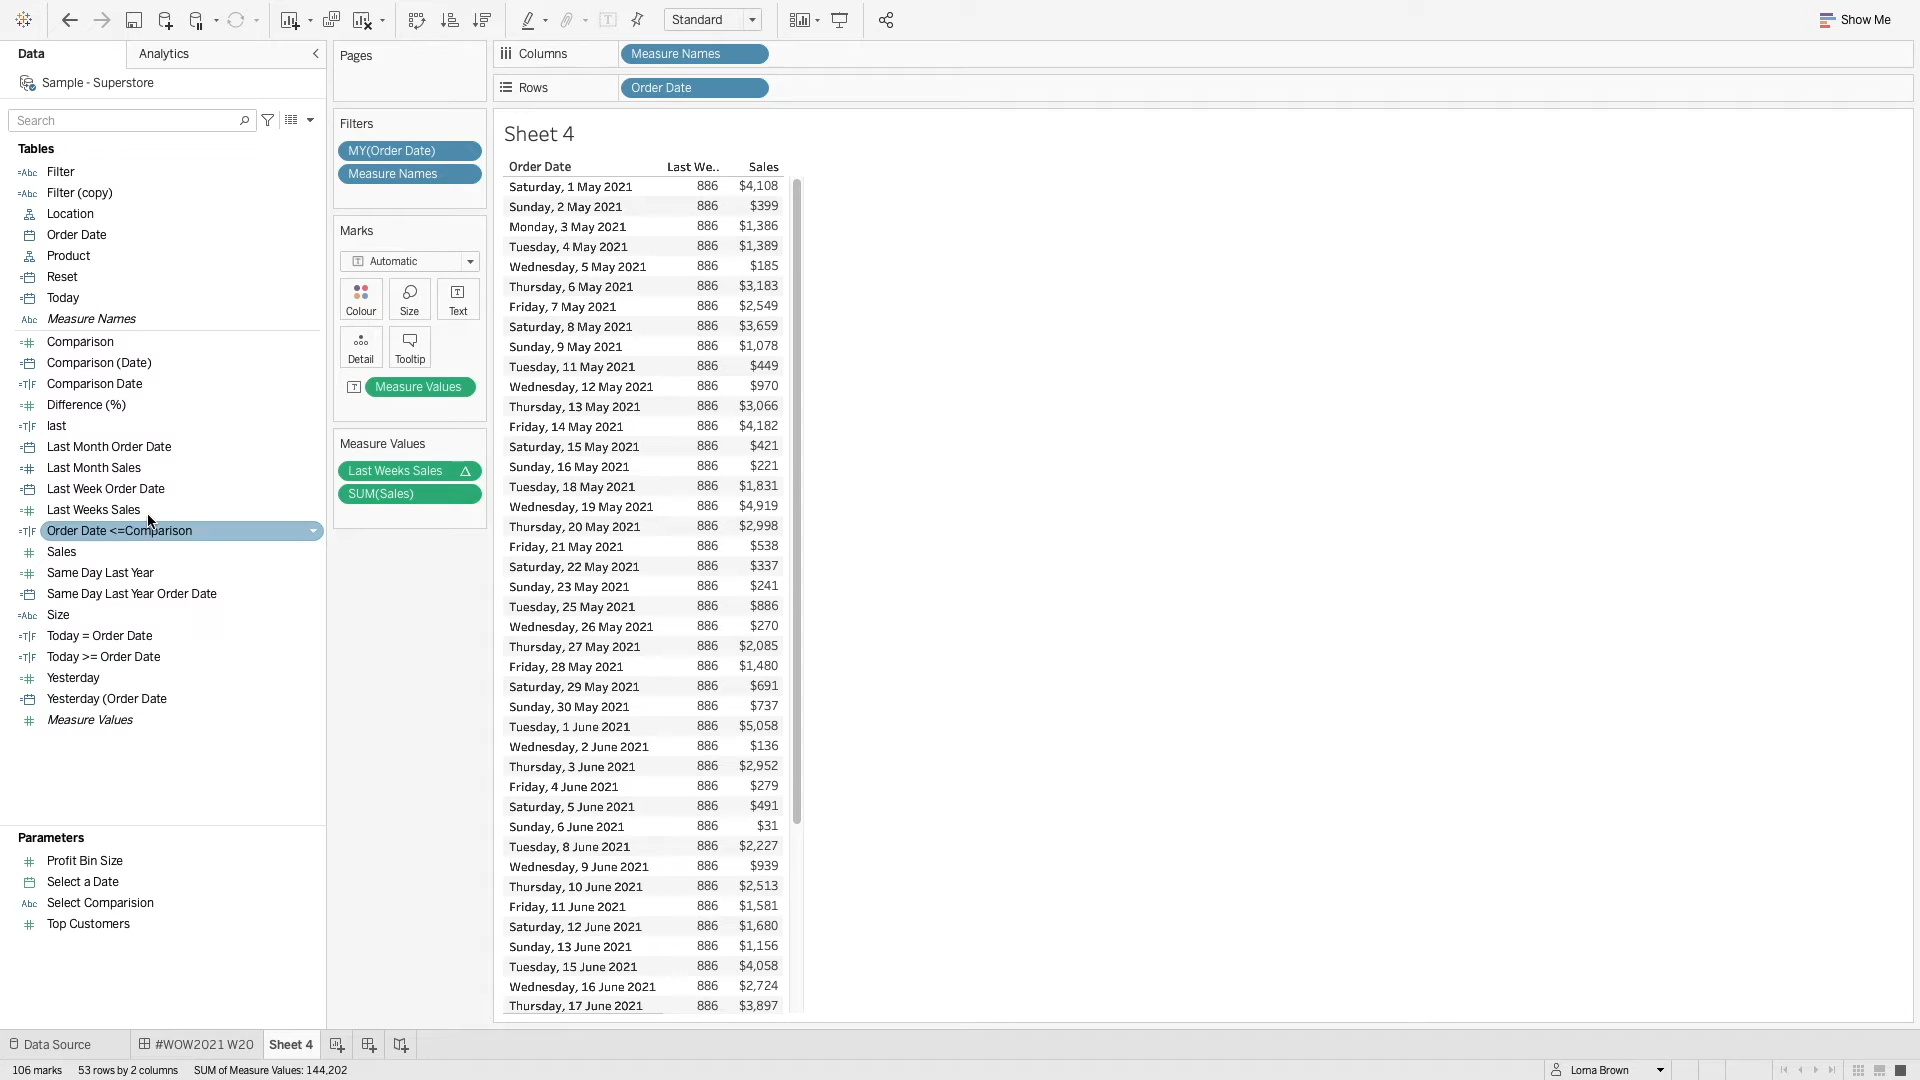 Standard
Show Me
Data
Analytics
Sample - Superstore
Search
Tables
Abc Filter
Abc Filter (copy)
Location
Order Date
Product
Reset
Today
Abc Measure Names
Comparison
Comparison (Date)
T|F Comparison Date
Difference (%)
T|F last
Last Month Order Date
Last Month Sales
Last Week Order Date
Last Weeks Sales
T|F Order Date <=Comparison
Sales
Same Day Last Year
Same Day Last Year Order Date
Abc Size
T|F Today = Order Date
T|F Today >= Order Date
Yesterday
Yesterday (Order Date
Measure Values
Parameters
Profit Bin Size
Select a Date
Abc Select Comparision
Top Customers
Pages
Filters
MY(Order Date)
Measure Names
Marks
Automatic
Colour Size Text
Detail Tooltip
Measure Values
Measure Values
Last Weeks Sales
SUM(Sales)
Columns Measure Names
Rows Order Date
Sheet 4
Order Date Last We.. Sales
Saturday, 1 May 2021 886 $4,108
Sunday, 2 May 2021 886 $399
Monday, 3 May 2021 886 $1,386
Tuesday, 4 May 2021 886 $1,389
Wednesday, 5 May 2021 886 $185
Thursday, 6 May 2021 886 $3,183
Friday, 7 May 2021 886 $2,549
Saturday, 8 May 2021 886 $3,659
Sunday, 9 May 2021 886 $1,078
Tuesday, 11 May 2021 886 $449
Wednesday, 12 May 2021 886 $970
Thursday, 13 May 2021 886 $3,066
Friday, 14 May 2021 886 $4,182
Saturday, 15 May 2021 886 $421
Sunday, 16 May 2021 886 $221
Tuesday, 18 May 2021 886 $1,831
Wednesday, 19 May 2021 886 $4,919
Thursday, 20 May 2021 886 $2,998
Friday, 21 May 2021 886 $538
Saturday, 22 May 2021 886 $337
Sunday, 23 May 2021 886 $241
Tuesday, 25 May 2021 886 $886
Wednesday, 26 May 2021 886 $270
Thursday, 27 May 2021 886 $2,085
Friday, 28 May 2021 886 $1,480
Saturday, 29 May 2021 886 $691
Sunday, 30 May 2021 886 $737
Tuesday, 1 June 2021 886 $5,058
Wednesday, 2 June 2021 886 $136
Thursday, 3 June 2021 886 $2,952
Friday, 4 June 2021 886 $279
Saturday, 5 June 2021 886 $491
Sunday, 6 June 2021 886 $31
Tuesday, 8 June 2021 886 $2,227
Wednesday, 9 June 2021 886 $939
Thursday, 10 June 2021 886 $2,513
Friday, 11 June 2021 886 $1,581
Saturday, 12 June 2021 886 $1,680
Sunday, 13 June 2021 886 $1,156
Tuesday, 15 June 2021 886 $4,058
Wednesday, 16 June 2021 886 $2,724
Thursday, 17 June 2021 886 $3,897
Data Source
#WOW2021 W20
Sheet 4
106 marks 53 rows by 2 columns SUM of Measure Values: 144,202
Lorna Brown